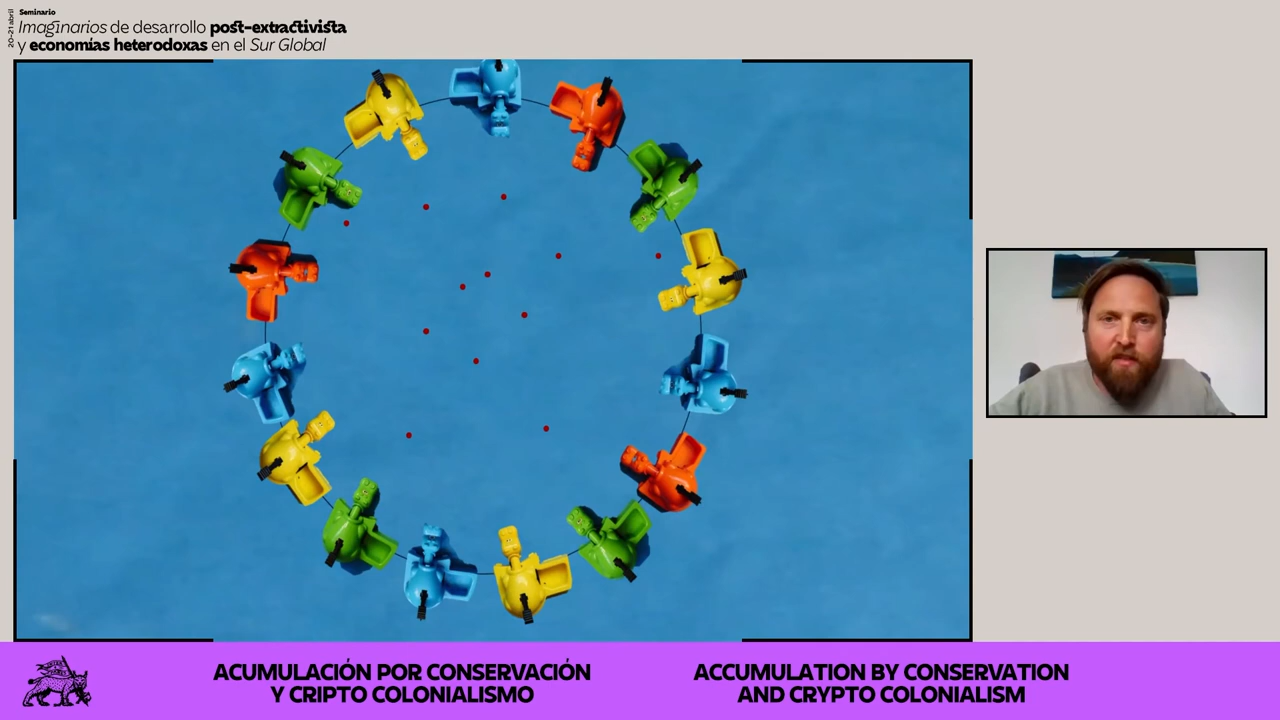 20-21 abril
Seminario
Imaginarios de desarrollo post-extractivista
y economías heterodoxas en el Sur Global
ACUMULACIÓN POR CONSERVACIÓN
Y CRIPTO COLONIALISMO
ACCUMULATION BY CONSERVATION
AND CRYPTO COLONIALISM